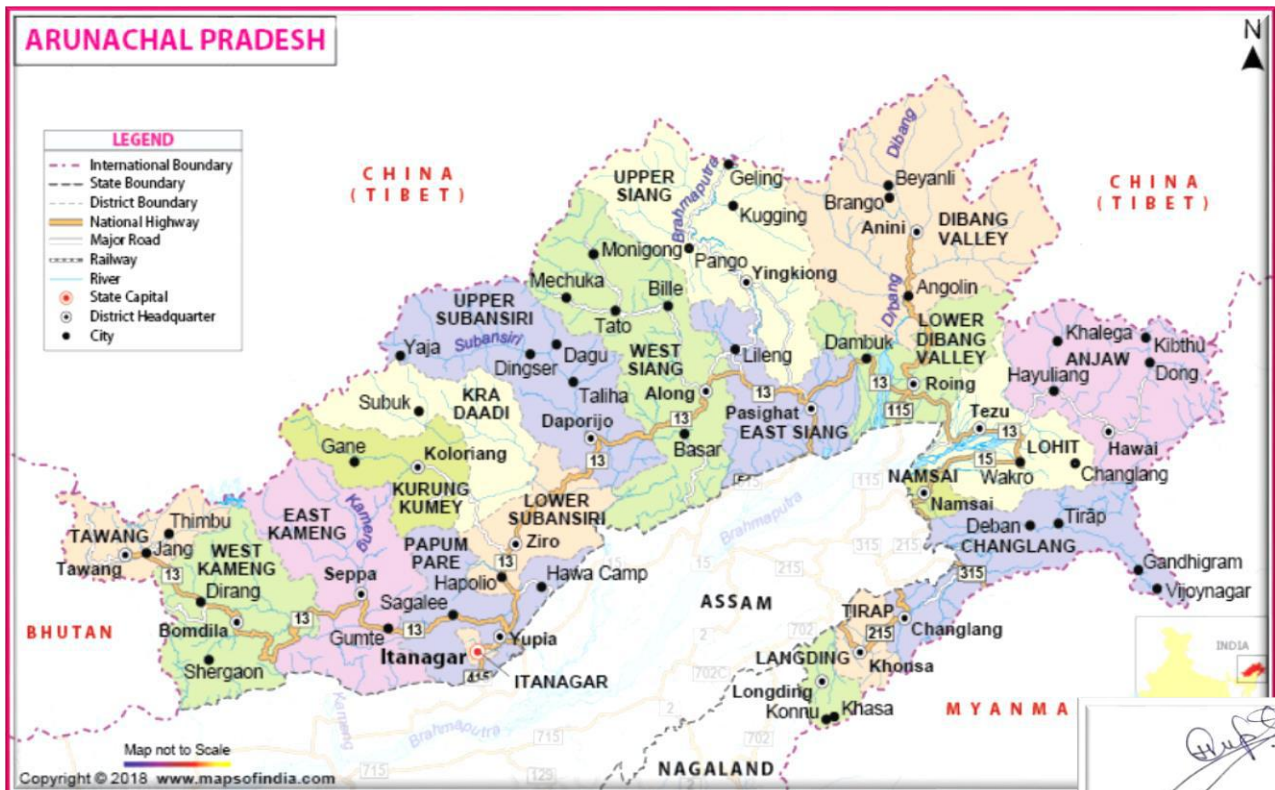 ARUNACHAL PRADESH
N
LEGEND
International Boundary
State Boundary
District Boundary
National Highway
Major Road
Railway
River
State Capital
District Headquarter
City
CHINA
(TIBET)
CHINA
(TIBET)
UPPER
SIANG
Brahmaputra
Geling
Kugging
Dibang
Beyanli
Brango
Anini
DIBANG
VALLEY
Monigong
Pango
Yingkiong
Mechuka
Bille
Tato
Dibang
Angolin
UPPER
SUBANSIRI
Subansiri
Yaja
Dagu
Dingser
Taliha
WEST
SIANG
Lileng
Dambuk
LOWER
DIBANG
VALLEY
Khalega
Kibthu
ANJAW
Dong
Hayuliang
KRA
DAADI
Subuk
Along
13
13
Pasighat
EAST SIANG
13
115
Roing
Tezu
13
LOHIT
15
Wakro
Hawai
Changlang
Daporijo
13
13
Basar
Gane
Koloriang
KURUNG
KUMEY
LOWER
SUBANSIRI
Ziro
NAMSAI
Namsai
Deban
Tirâp
CHANGLANG
Gandhigram
Vijoynagar
515
115
Brahmaputra
315
215
15
215
315
TAWANG
Tawang
Thimbu
Jang
13
WEST
KAMENG
Dirang
Bomdila
Shergaon
EAST
KAMENG
Kameng
Seppa
13
Gumte
13
PAPUM
PARE
Hapolio
13
Hawa Camp
Sagalee
Yupia
Itanagar
415
ITANAGAR
BHUTAN
ASSAM
2
702
702C
TIRAP
215
Changlang
LANGDING
Khonsa
Longding
Konnu
Khasa
2
702
INDIA
MYANMA
Kameng
Brahmaputra
715
715
129
NAGALAND
Map not to Scale
Copyright © 2018 www.mapsofindia.com